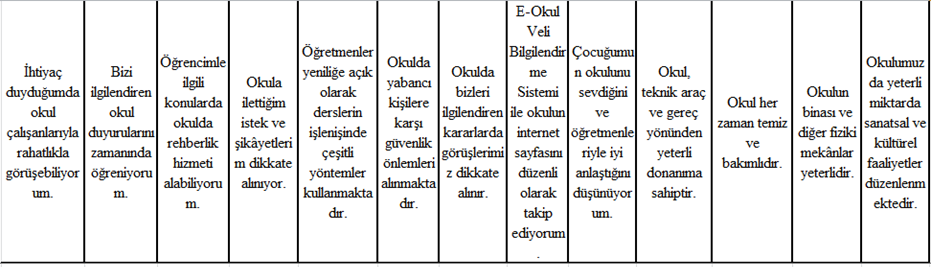 İhtiyaç
duyduğumda
okul
çalışanlarıyla
rahatlıkla
görüşebiliyor
um.
Bizi
ilgilendiren
okul
duyurularını
zamanında
öğreniyoru
m.
Öğrencimle
ilgili
konularda
okulda
rehberlik
hizmeti
alabiliyoru
m.
Okula
ilettiğim
istek ve
şikâyetleri
m dikkate
alınıyor.
Öğretmenler
yeniliğe açık
olarak
derslerin
işlenişinde
çeşitli
yöntemler
kullanmakta
dır.
Okulda
yabancı
kişilere
karşı
güvenlik
önlemleri
alınmakta
dır.
Okulda
bizleri
ilgilendiren
kararlarda
görüşlerimi
z dikkate
alınır.
E-Okul
Veli
Bilgilendir
me
Sistemi
ile okulun
internet
sayfasını
düzenli
olarak
takip
ediyorum
.
Çocuğumu
n okulunu
sevdiğini
ve
öğretmenle
riyle iyi
anlaştığını
düşünüyor
um.
Okul,
teknik araç
ve gereç
yönünden
yeterli
donanıma
sahiptir.
Okul her
zaman temiz
ve
bakımlıdır.
Okulun
binası ve
diğer fiziki
mekânlar
yeterlidir.
Okulumuz
da yeterli
miktarda
sanatsal ve
kültürel
faaliyetler
düzenlenm
ektedir.